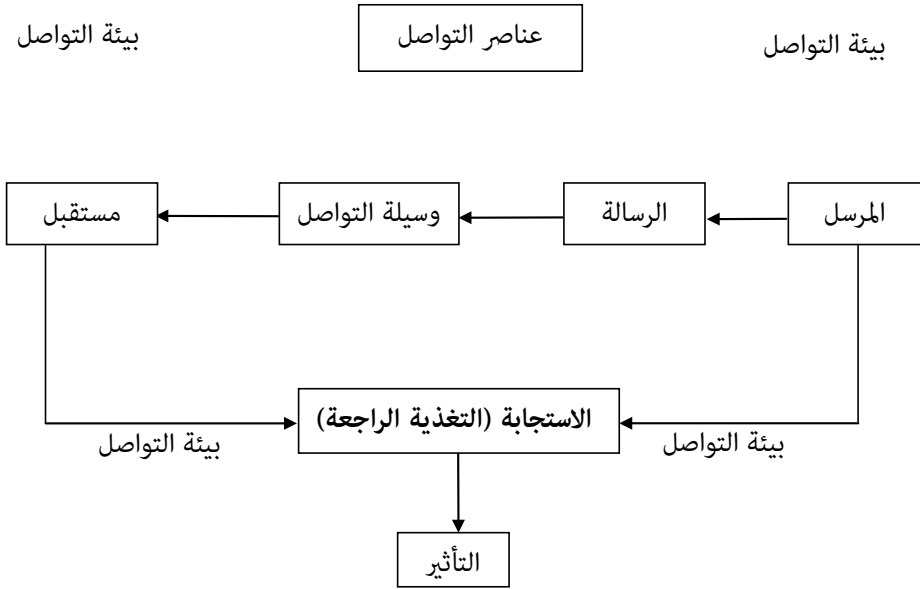 بيئة التواصل
عناصر التواصل
بيئة التواصل
المرسل
الرسالة
وسيلة التواصل
مستقبل
الاستجابة (التغذية الراجعة)
بيئة التواصل
بيئة التواصل
التأثير